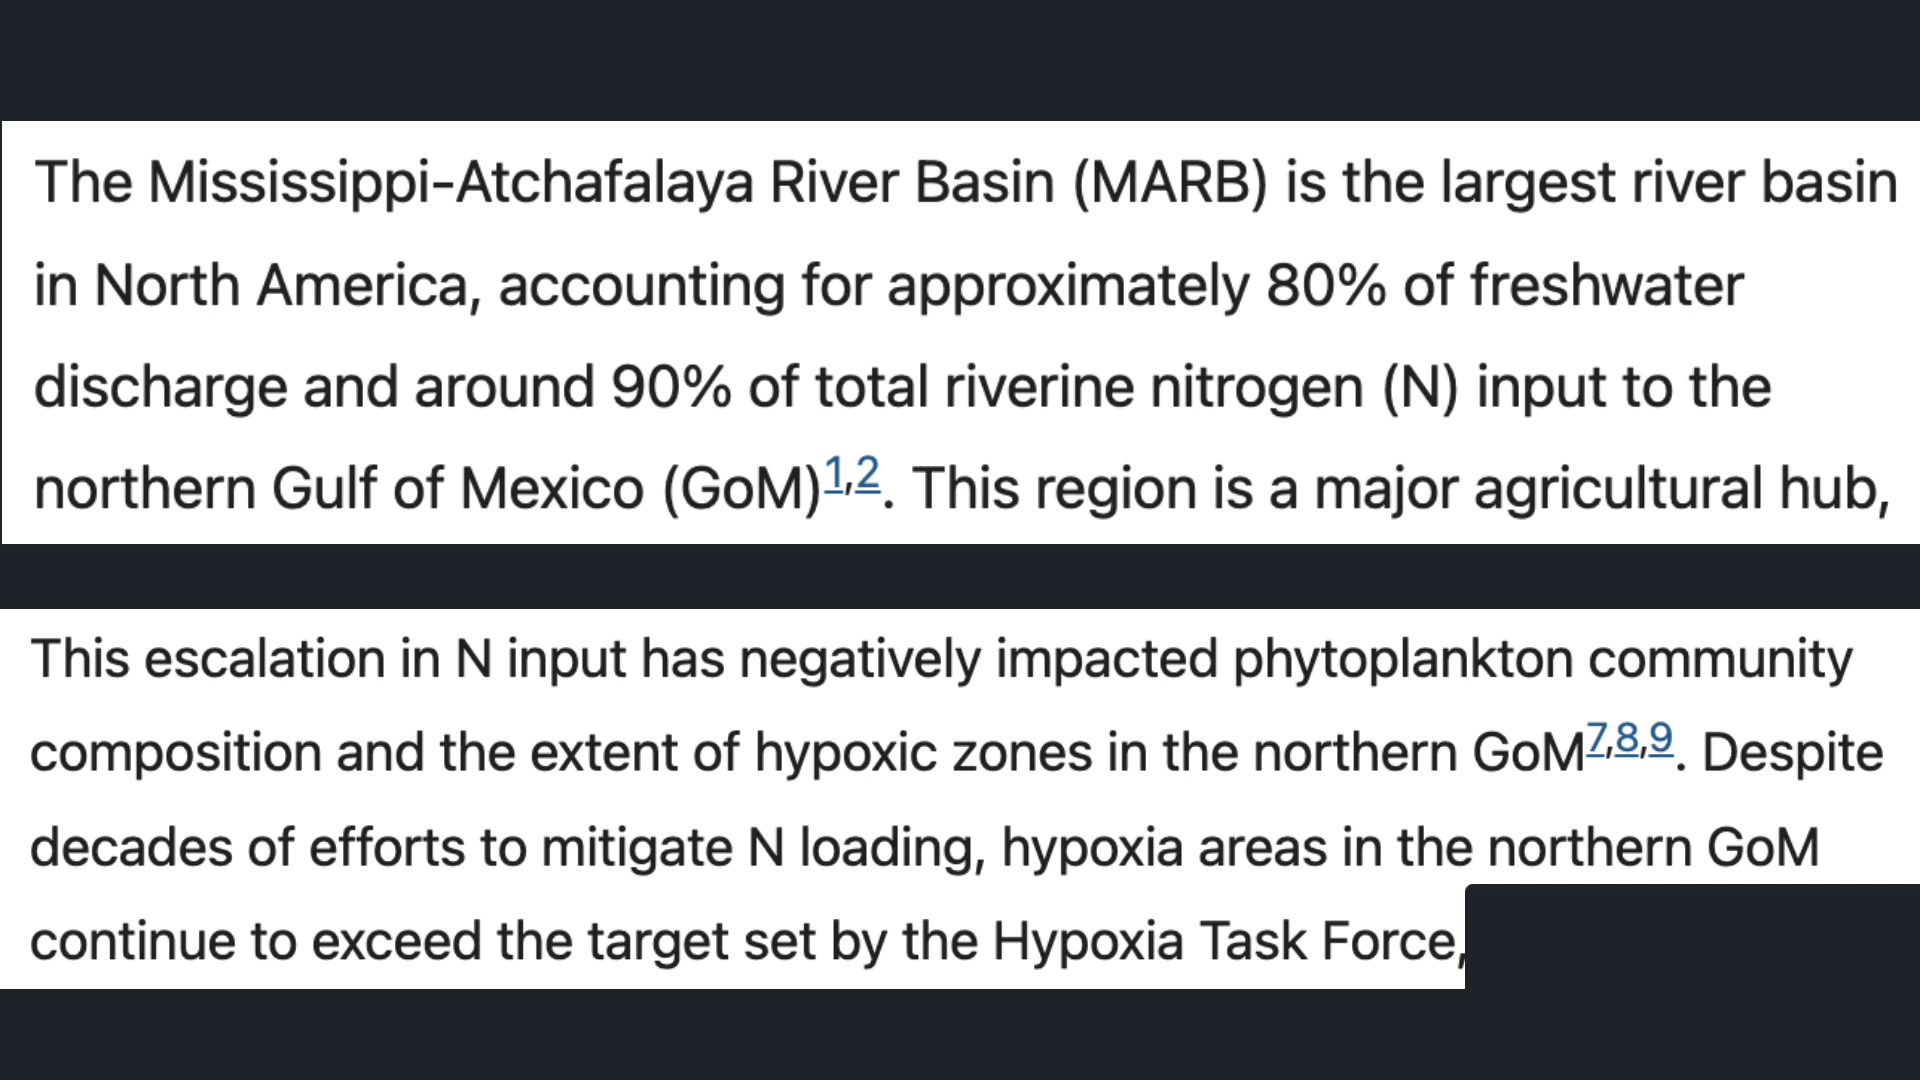 The Mississippi-Atchafalaya River Basin (MARB) is the largest river basin
in North America, accounting for approximately 80% of freshwater
discharge and around 90% of total riverine nitrogen (N) input to the
northern Gulf of Mexico (GoM)1,2. This region is a major agricultural hub,
This escalation in N input has negatively impacted phytoplankton community
composition and the extent of hypoxic zones in the northern GoM7,8,9. Despite
decades of efforts to mitigate N loading, hypoxia areas in the northern GoM
continue to exceed the target set by the Hypoxia Task Force,